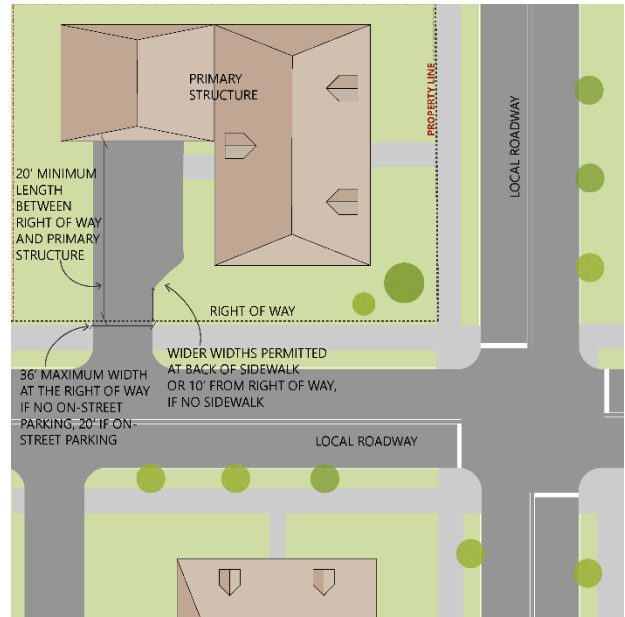 PRIMARY
STRUCTURE
PROPERTY LINE
LOCAL ROADWAY
20' MINIMUM
LENGTH
BETWEEN
RIGHT OF WAY
AND PRIMARY
STRUCTURE
RIGHT OF WAY
WIDER WIDTHS PERMITTED
AT BACK OF SIDEWALK
OR 10' FROM RIGHT OF WAY,
IF NO SIDEWALK
36' MAXIMUM WIDTH
AT THE RIGHT OF WAY
IF NO ON-STREET
PARKING, 20' IF ON-
STREET PARKING
LOCAL ROADWAY